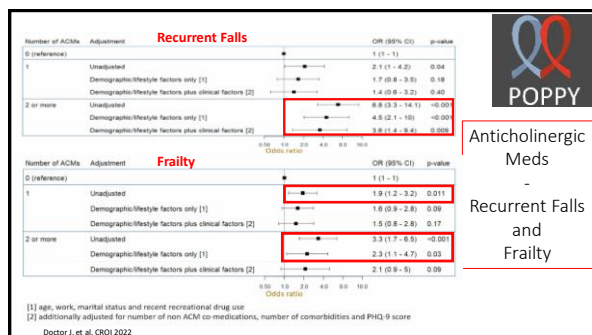 Recurrent Falls
Number of ACMs Adjustment OR (95% CI) p-value
0 (reference) 1 (1 - 1)
1 Unadjusted 2.1 (1 - 4.2) 0.04
Demographic/lifestyle factors only [1] 1.7 (0.8 - 3.5) 0.18
Demographic/lifestyle factors plus clinical factors [2] 1.4 (0.6 - 3.2) 0.40
2 or more Unadjusted 6.8 (3.3 - 14.1) <0.001
Demographic/lifestyle factors only [1] 4.5 (2.1 - 10) <0.001
Demographic/lifestyle factors plus clinical factors [2] 3.6 (1.4 - 9.4) 0.009
1.0 2.0 4.0 6.0 10.0
Odds ratio
Frailty
Number of ACMs Adjustment OR (95% CI) p-value
0 (reference) 1 (1 - 1)
1 Unadjusted 1.9 (1.2 - 3.2) 0.011
Demographic/lifestyle factors only [1] 1.6 (0.9 - 2.8) 0.09
Demographic/lifestyle factors plus clinical factors [2] 1.5 (0.8 - 2.8) 0.17
2 or more Unadjusted 3.3 (1.7 - 6.5) <0.001
Demographic/lifestyle factors only [1] 2.3 (1.1 - 4.7) 0.03
Demographic/lifestyle factors plus clinical factors [2] 2.1 (0.9 - 5) 0.09
1.0 2.0 4.0 6.0 10.0
Odds ratio
[1] age, work, marital status and recent recreational drug use
[2] additionally adjusted for number of non ACM co-medications, number of comorbidities and PHQ-9 score
Doctor J, et al, CROI 2022
POPPY
Anticholinergic
Meds
-
Recurrent Falls
and
Frailty